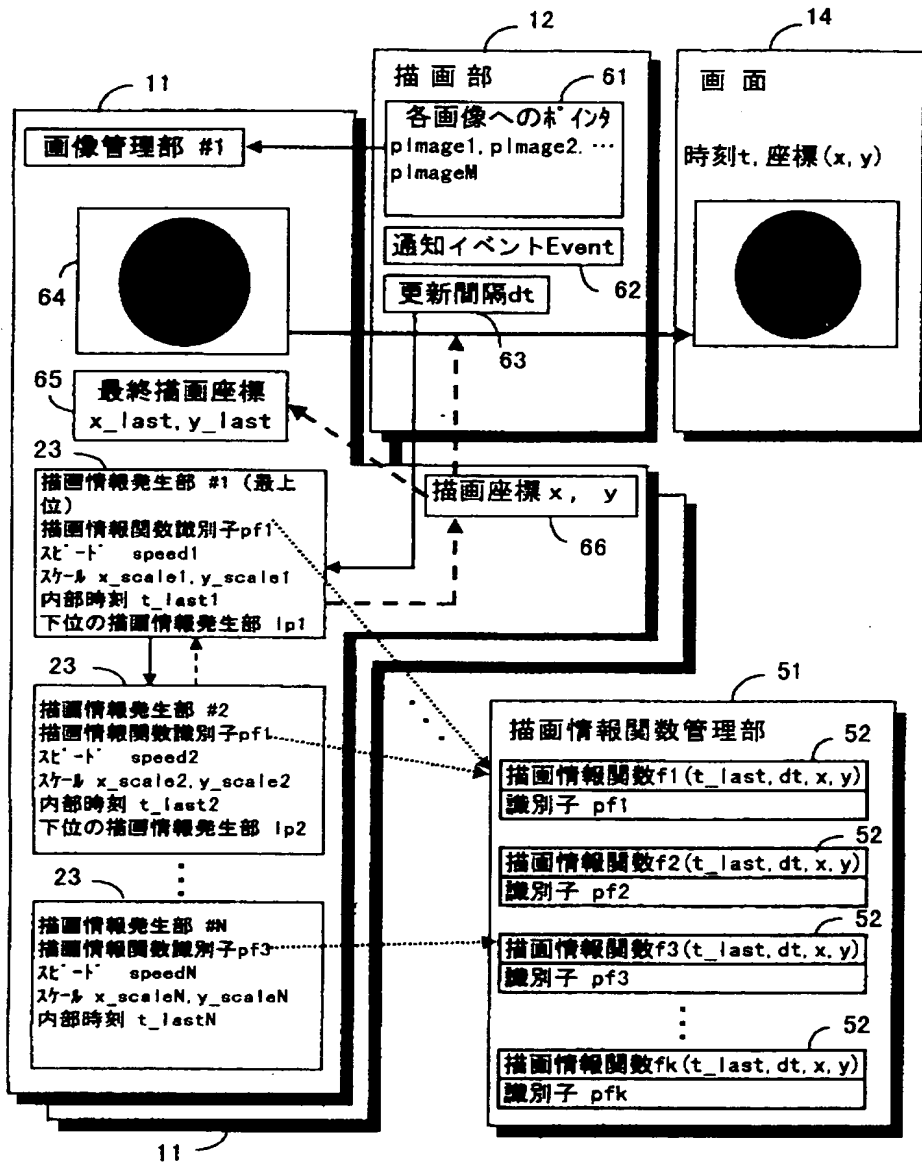 12
描画部
61
各画像へのポインタ
pImage1, pImage2. …
pImageM
通知イベントEvent
62
更新間隔dt
63
14
画 面
時刻t, 座標(x, y)
11
画像管理部 #1
64
65
最終描画座標
x_last, y_last
23
描画情報発生部 #1 (最上
位)
描画情報関数識別子pf1
スピード speed1
スケール x_scale1, y_scale1
内部時刻 t_last1
下位の描画情報発生部 lp1
描画座標 x, y
66
23
描画情報発生部 #2
描画情報関数識別子pf1
スピード speed2
スケール x_scale2, y_scale2
内部時刻 t_last2
下位の描画情報発生部 lp2
23
描画情報発生部 #N
描画情報関数識別子pf3
スピード speedN
スケール x_scaleN, y_scaleN
内部時刻 t_lastN
11
51
描画情報関数管理部
52
描画情報関数f1(t_last, dt, x, y)
識別子 pf1
52
描画情報関数f2(t_last, dt, x, y)
識別子 pf2
52
描画情報関数f3(t_last, dt, x, y)
識別子 pf3
52
描画情報関数fk(t_last, dt, x, y)
識別子 pfk